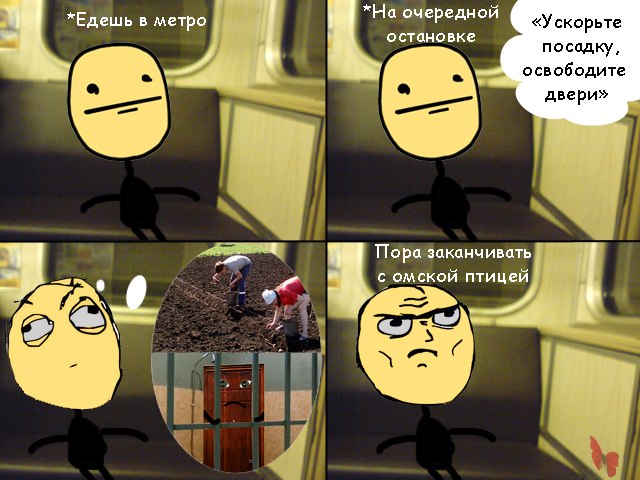 *Едешь в метро
*На очередной
остановке
«Ускорьте
посадку,
освободите
двери»
Пора заканчивать
с омской птицей